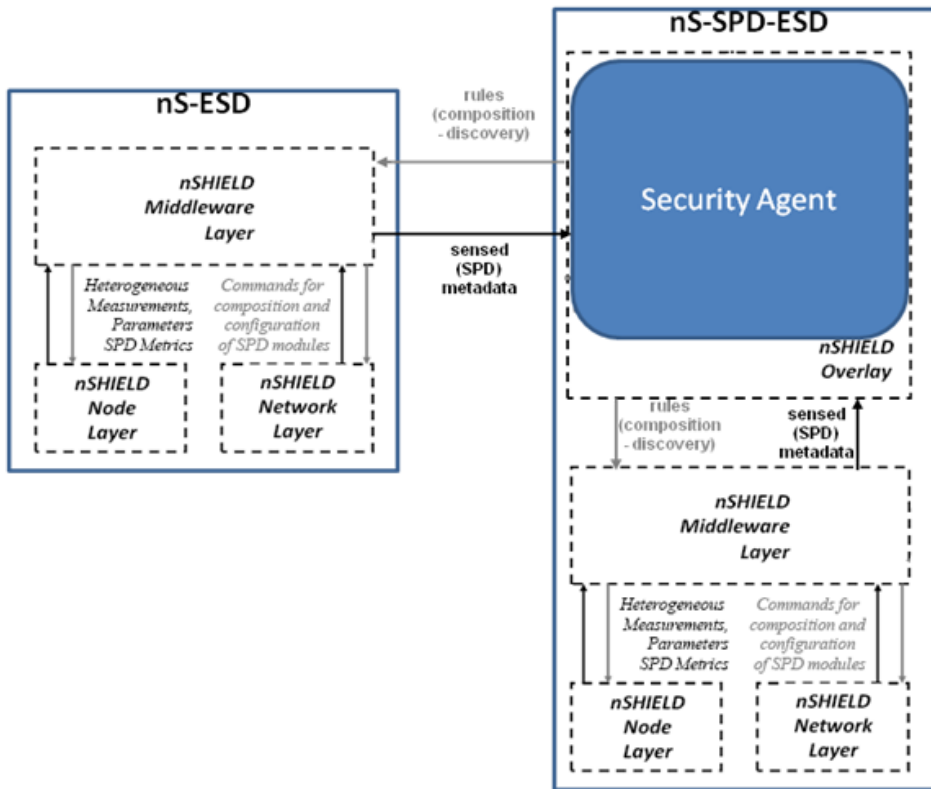 nS-SPD-ESD
nS-ESD
rules
(composition
- discovery)
nSHIELD
Middleware
Layer
Security Agent
sensed
(SPD)
metadata
Heterogeneous
Measurements,
Parameters
SPD Metrics
Commands for
composition and
configuration
of SPD modules
nSHIELD
Overlay
nSHIELD
Node
Layer
nSHIELD
Network
Layer
rules
(composition
- discovery)
sensed
(SPD)
metadata
nSHIELD
Middleware
Layer
Heterogeneous
Measurements,
Parameters
SPD Metrics
Commands for
composition and
configuration
of SPD modules
nSHIELD
Node
Layer
nSHIELD
Network
Layer